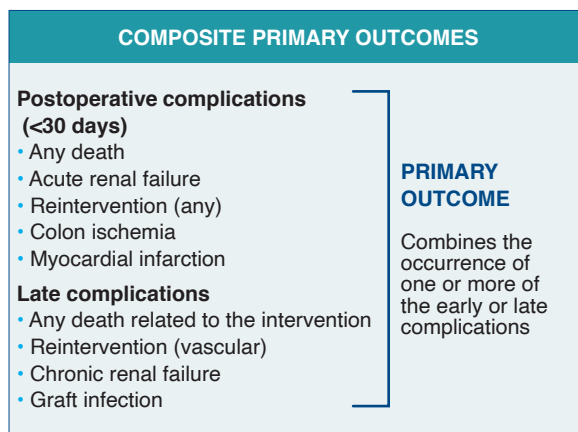 COMPOSITE PRIMARY OUTCOMES
Postoperative complications
(<30 days)
• Any death
• Acute renal failure
• Reintervention (any)
• Colon ischemia
• Myocardial infarction
Late complications
• Any death related to the intervention
• Reintervention (vascular)
• Chronic renal failure
• Graft infection
PRIMARY
OUTCOME
Combines the
occurrence of
one or more of
the early or late
complications